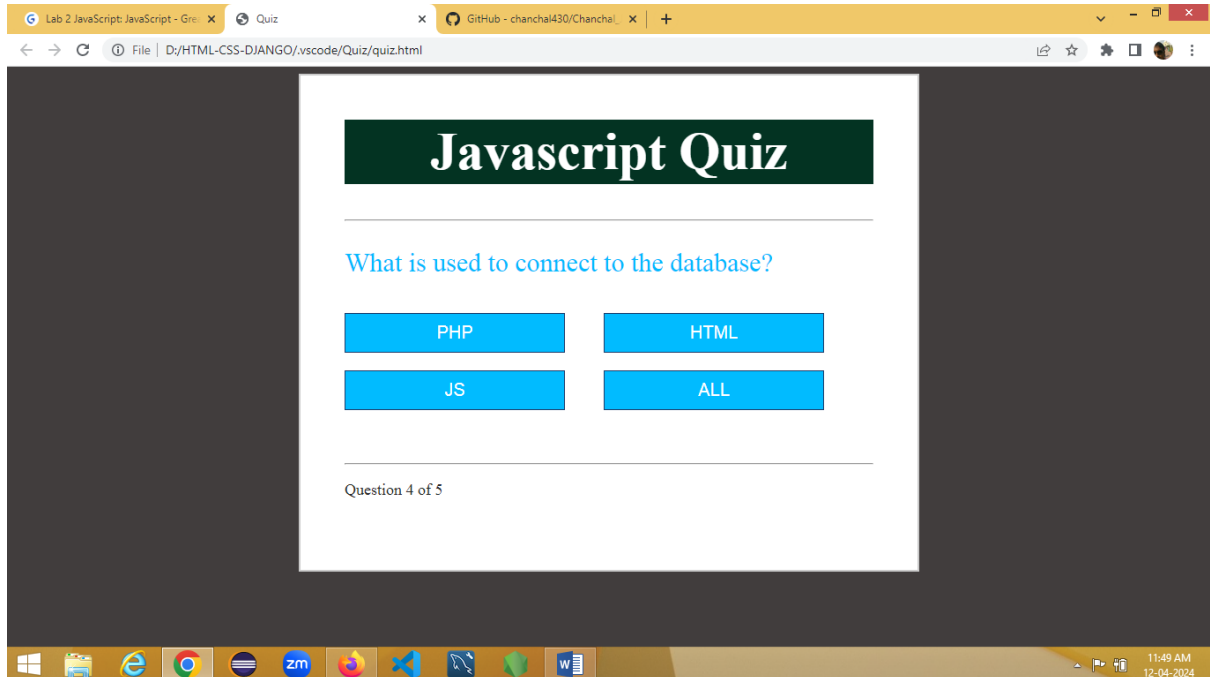 Lab 2 JavaScript: JavaScript - Gre
Quiz
GitHub - chanchal430/Chanchal_
File | D:/HTML-CSS-DJANGO/.vscode/Quiz/quiz.html
Javascript Quiz
What is used to connect to the database?
PHP HTML
JS ALL
Question 4 of 5
zm
11:49 AM
12-04-2024